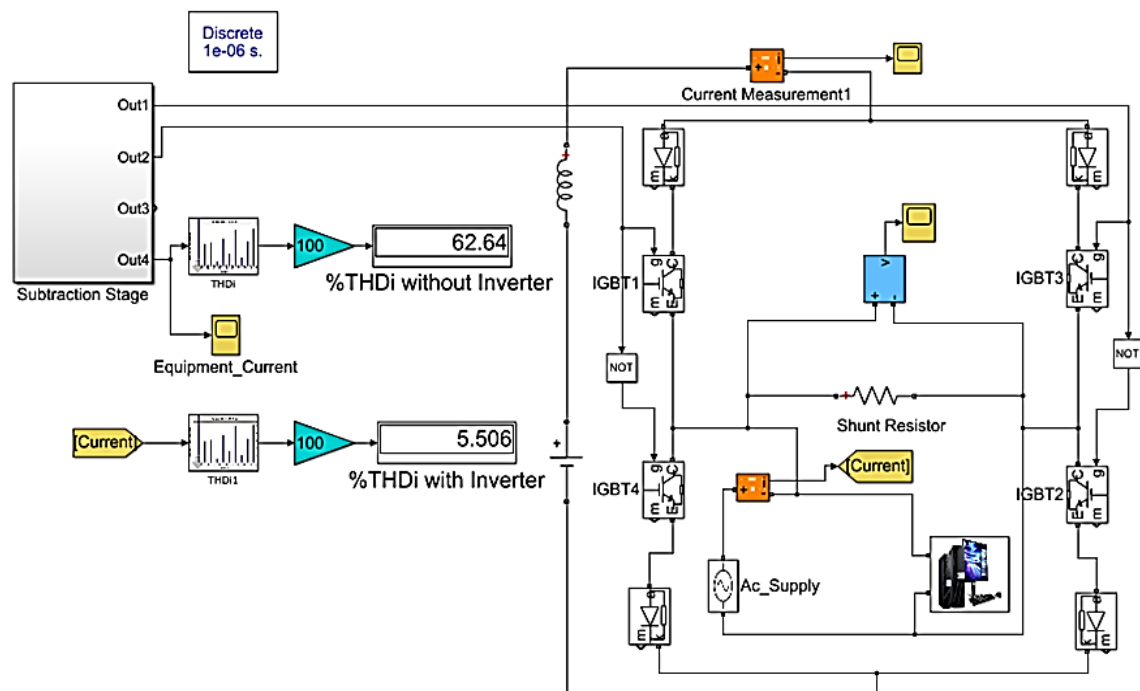 Discrete
1e-06 s.
Out1
Out2
Out3
Out4
Subtraction Stage
THDi
100
62.64
%THDi without Inverter
Equipment_Current
[Current]
THDi1
100
5.506
%THDi with Inverter
+
Current Measurement1
+
i
-
a
k
m
a
k
m
IGBT1
g
C
E
m
IGBT3
g
C
E
m
v
+
-
NOT
NOT
+
Shunt Resistor
IGBT4
g
C
E
m
IGBT2
g
C
E
m
+
i
-
[Current]
Ac_Supply
a
k
m
a
k
m